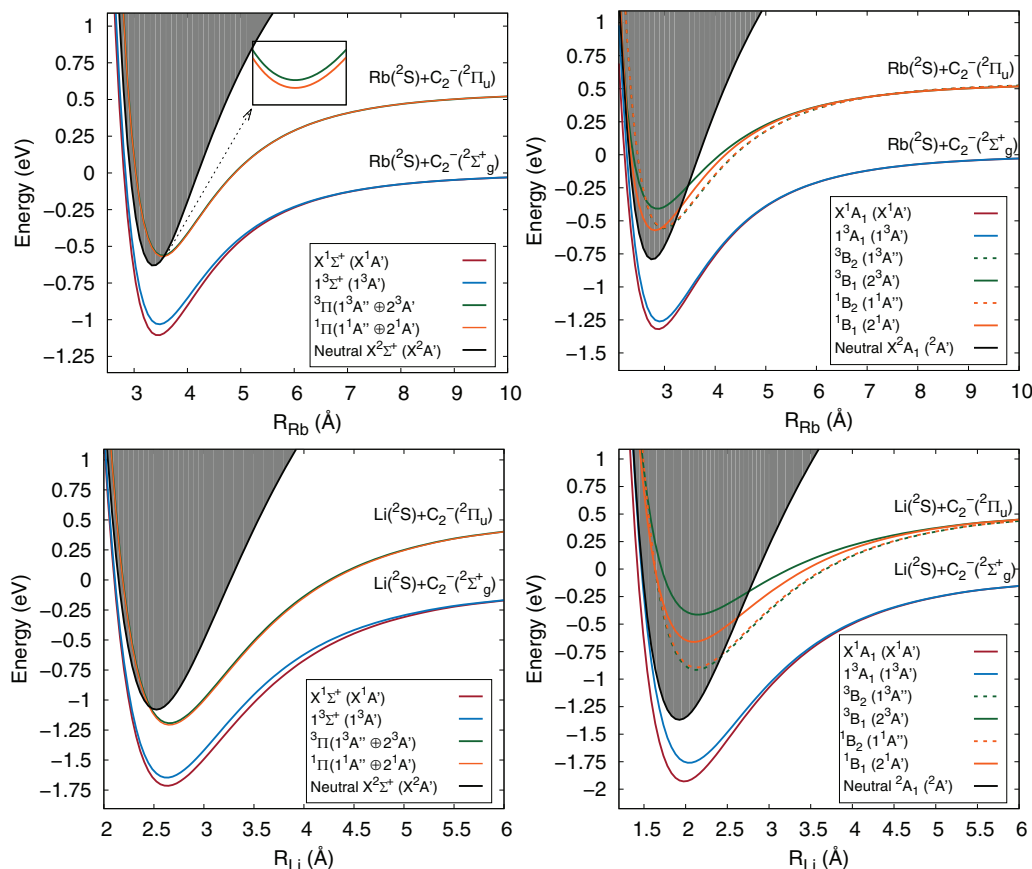 1
0.75
0.5
0.25
0
−0.25
−0.5
−0.75
−1
−1.25
Energy (eV)
Rb(²S)+C₂⁻(²Πᵤ)
Rb(²S)+C₂⁻(²Σ⁺g)
X¹Σ⁺ (X¹A')
1³Σ⁺ (1³A')
³Π(1³A'' ⊕2³A'
¹Π(1¹A'' ⊕2¹A')
Neutral X²Σ⁺ (X²A')
3 4 5 6 7 8 9 10
R_Rb (Å)
1
0.75
0.5
0.25
0
−0.25
−0.5
−0.75
−1
−1.25
−1.5
Energy (eV)
Rb(²S)+C₂⁻(²Πᵤ)
Rb(²S)+C₂⁻(²Σ⁺g)
X¹A₁ (X¹A')
1³A₁ (1³A')
³B₂ (1³A'')
³B₁ (2³A')
¹B₂ (1¹A'')
¹B₁ (2¹A')
Neutral X²A₁ (²A')
3 4 5 6 7 8 9 10
R_Rb (Å)
1
0.75
0.5
0.25
0
−0.25
−0.5
−0.75
−1
−1.25
−1.5
−1.75
Energy (eV)
Li(²S)+C₂⁻(²Πᵤ)
Li(²S)+C₂⁻(²Σ⁺g)
X¹Σ⁺ (X¹A')
1³Σ⁺ (1³A')
³Π(1³A'' ⊕2³A')
¹Π(1¹A'' ⊕2¹A')
Neutral X²Σ⁺ (X²A')
2 2.5 3 3.5 4 4.5 5 5.5 6
R_Li (Å)
1
0.75
0.5
0.25
0
−0.25
−0.5
−0.75
−1
−1.25
−1.5
−1.75
−2
Energy (eV)
Li(²S)+C₂⁻(²Πᵤ)
Li(²S)+C₂⁻(²Σ⁺g)
X¹A₁ (X¹A')
1³A₁ (1³A')
³B₂ (1³A'')
³B₁ (2³A')
¹B₂ (1¹A'')
¹B₁ (2¹A')
Neutral ²A₁ (²A')
1.5 2 2.5 3 3.5 4 4.5 5 5.5 6
R_Li (Å)